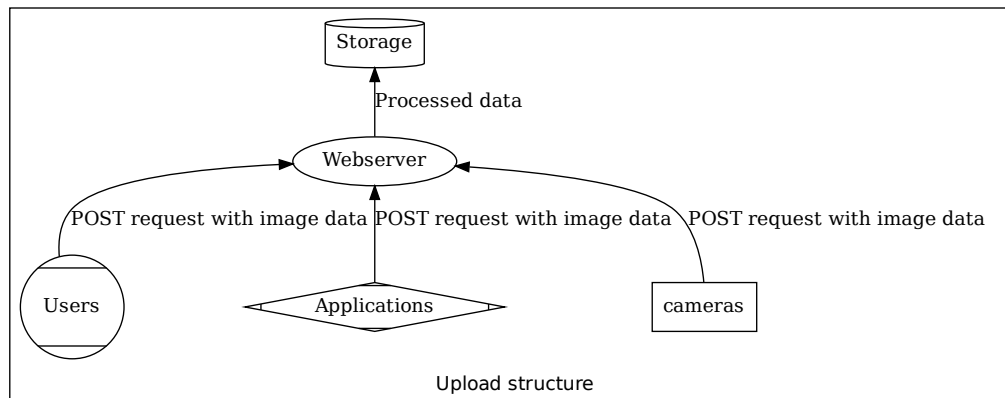 Storage
Processed data
Webserver
POST request with image data
POST request with image data
POST request with image data
Users
Applications
cameras
Upload structure